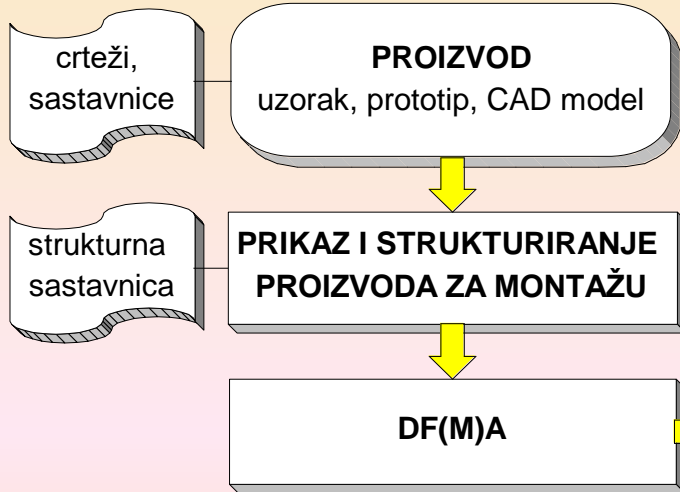 crteži,
sastavnice
PROIZVOD
uzorak, prototip, CAD model
strukturna
sastavnica
PRIKAZ I STRUKTURIRANJE
PROIZVODA ZA MONTAŽU
DF(M)A